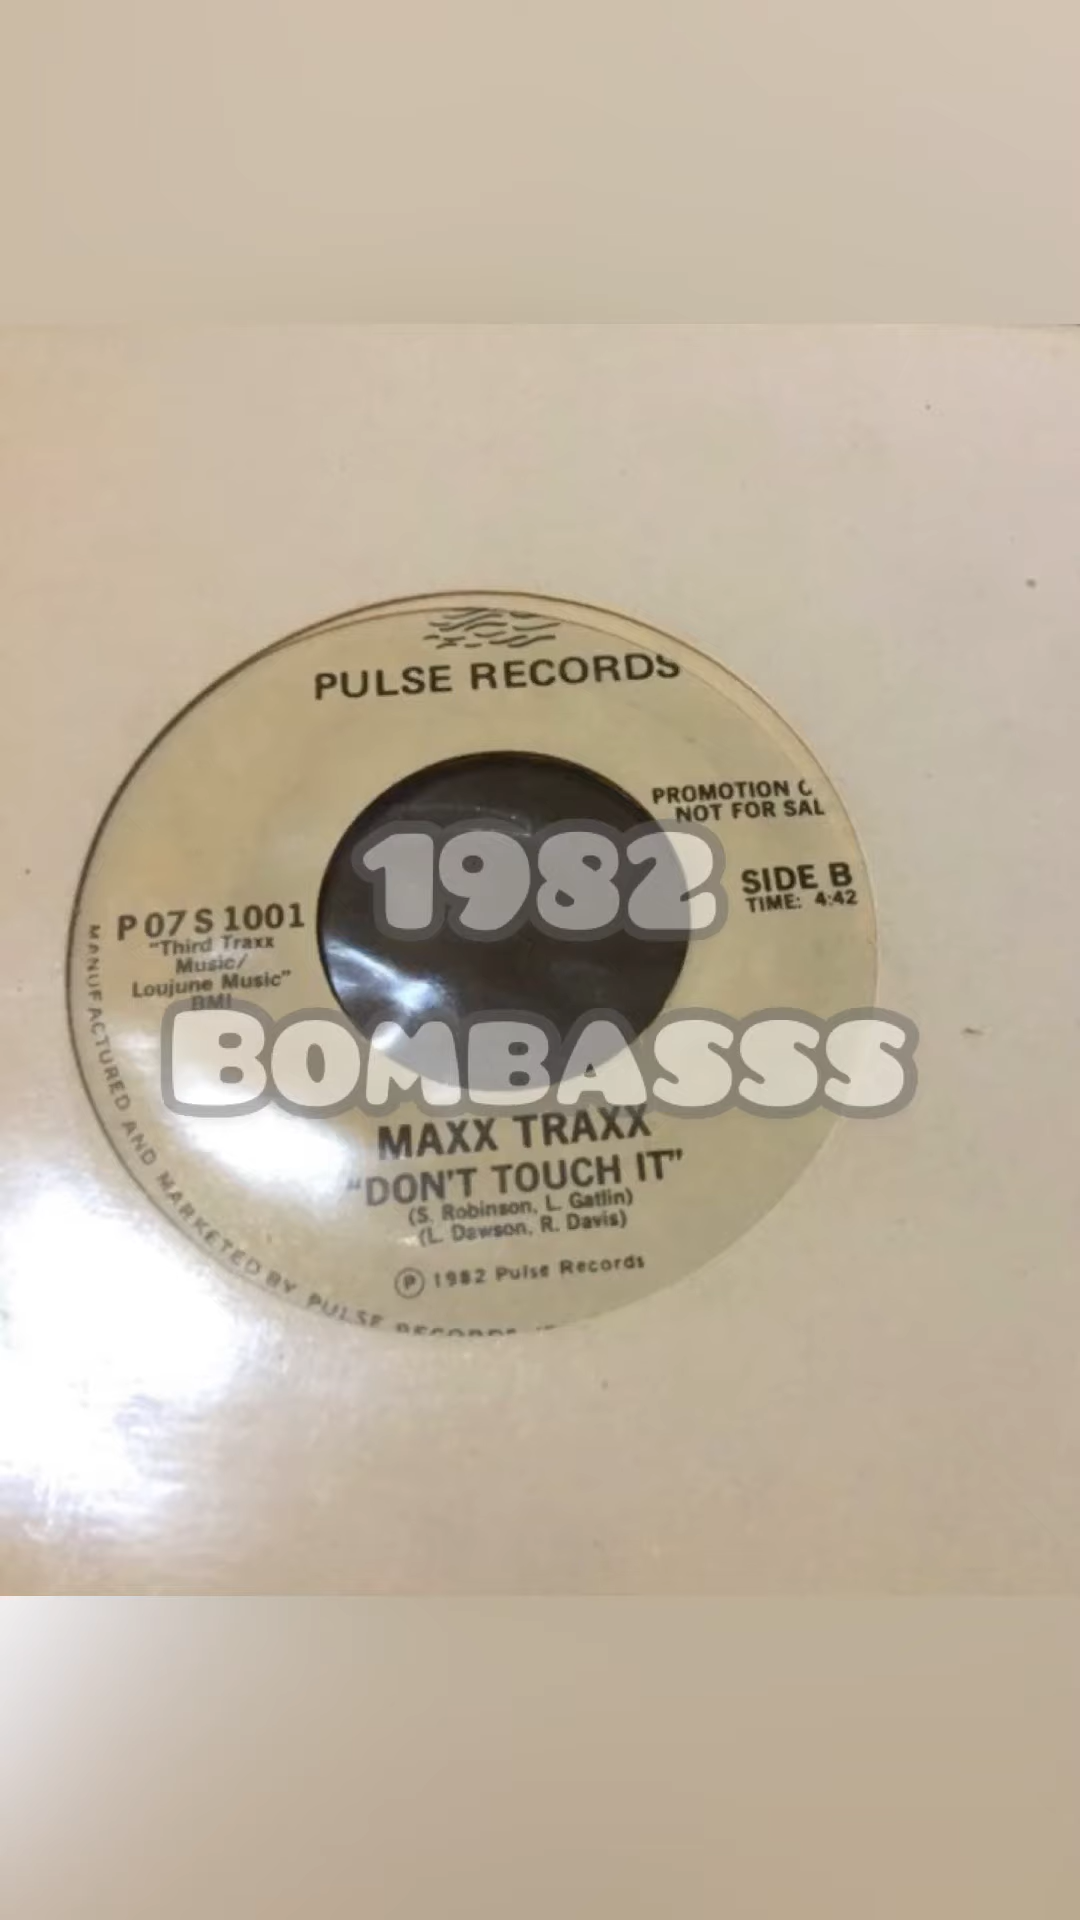 PULSE RECORDS
PROMOTION
NOT FOR SAL
1982
SIDE B
TIME: 4:42
P 07 S 1001
"Third Traxx
Music/
Loujune Music"
BMI
BOMBASSS
MAXX TRAXX
"DON'T TOUCH IT"
(S. Robinson, L. Gatlin)
(L. Dawson, R. Davis)
Ⓟ 1982 Pulse Records
MANUFACTURED AND MARKETED BY PULSE RECORDS